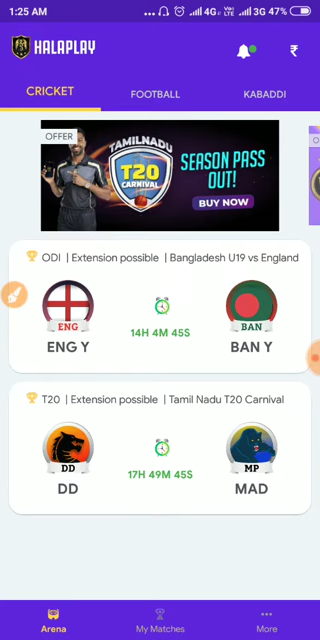 1:25 AM
4G
Vo LTE
3G 47%
HALAPLAY
₹
CRICKET
FOOTBALL
KABADDI
OFFER
TAMILNADU
T20
CARNIVAL
SEASON PASS
OUT!
BUY NOW
ODI | Extension possible | Bangladesh U19 vs England
ENG
BAN
14H 4M 45S
ENG Y
BAN Y
T20 | Extension possible | Tamil Nadu T20 Carnival
DD
MP
17H 49M 45S
DD
MAD
Arena
My Matches
More